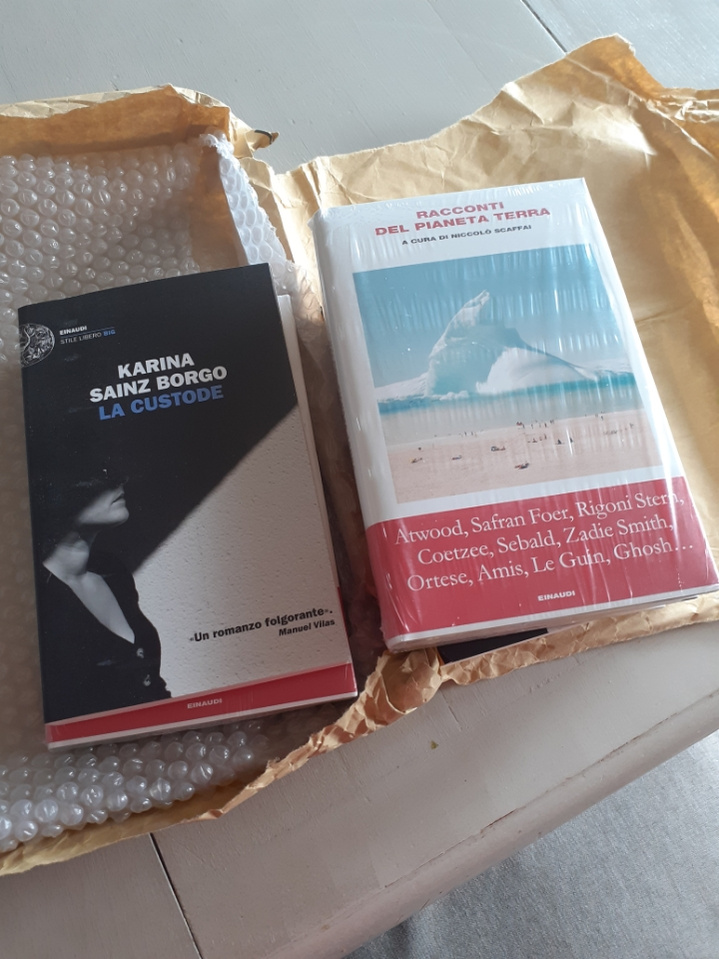 EINAUDI
STILE LIBERO BIG
KARINA
SAINZ BORGO
LA CUSTODE
«Un romanzo folgorante».
Manuel Vilas
EINAUDI
RACCONTI
DEL PIANETA TERRA
A CURA DI NICCOLÒ SCAFFAI
Atwood, Safran Foer, Rigoni Stern,
Coetzee, Sebald, Zadie Smith,
Ortese, Amis, Le Guin, Ghosh...
EINAUDI